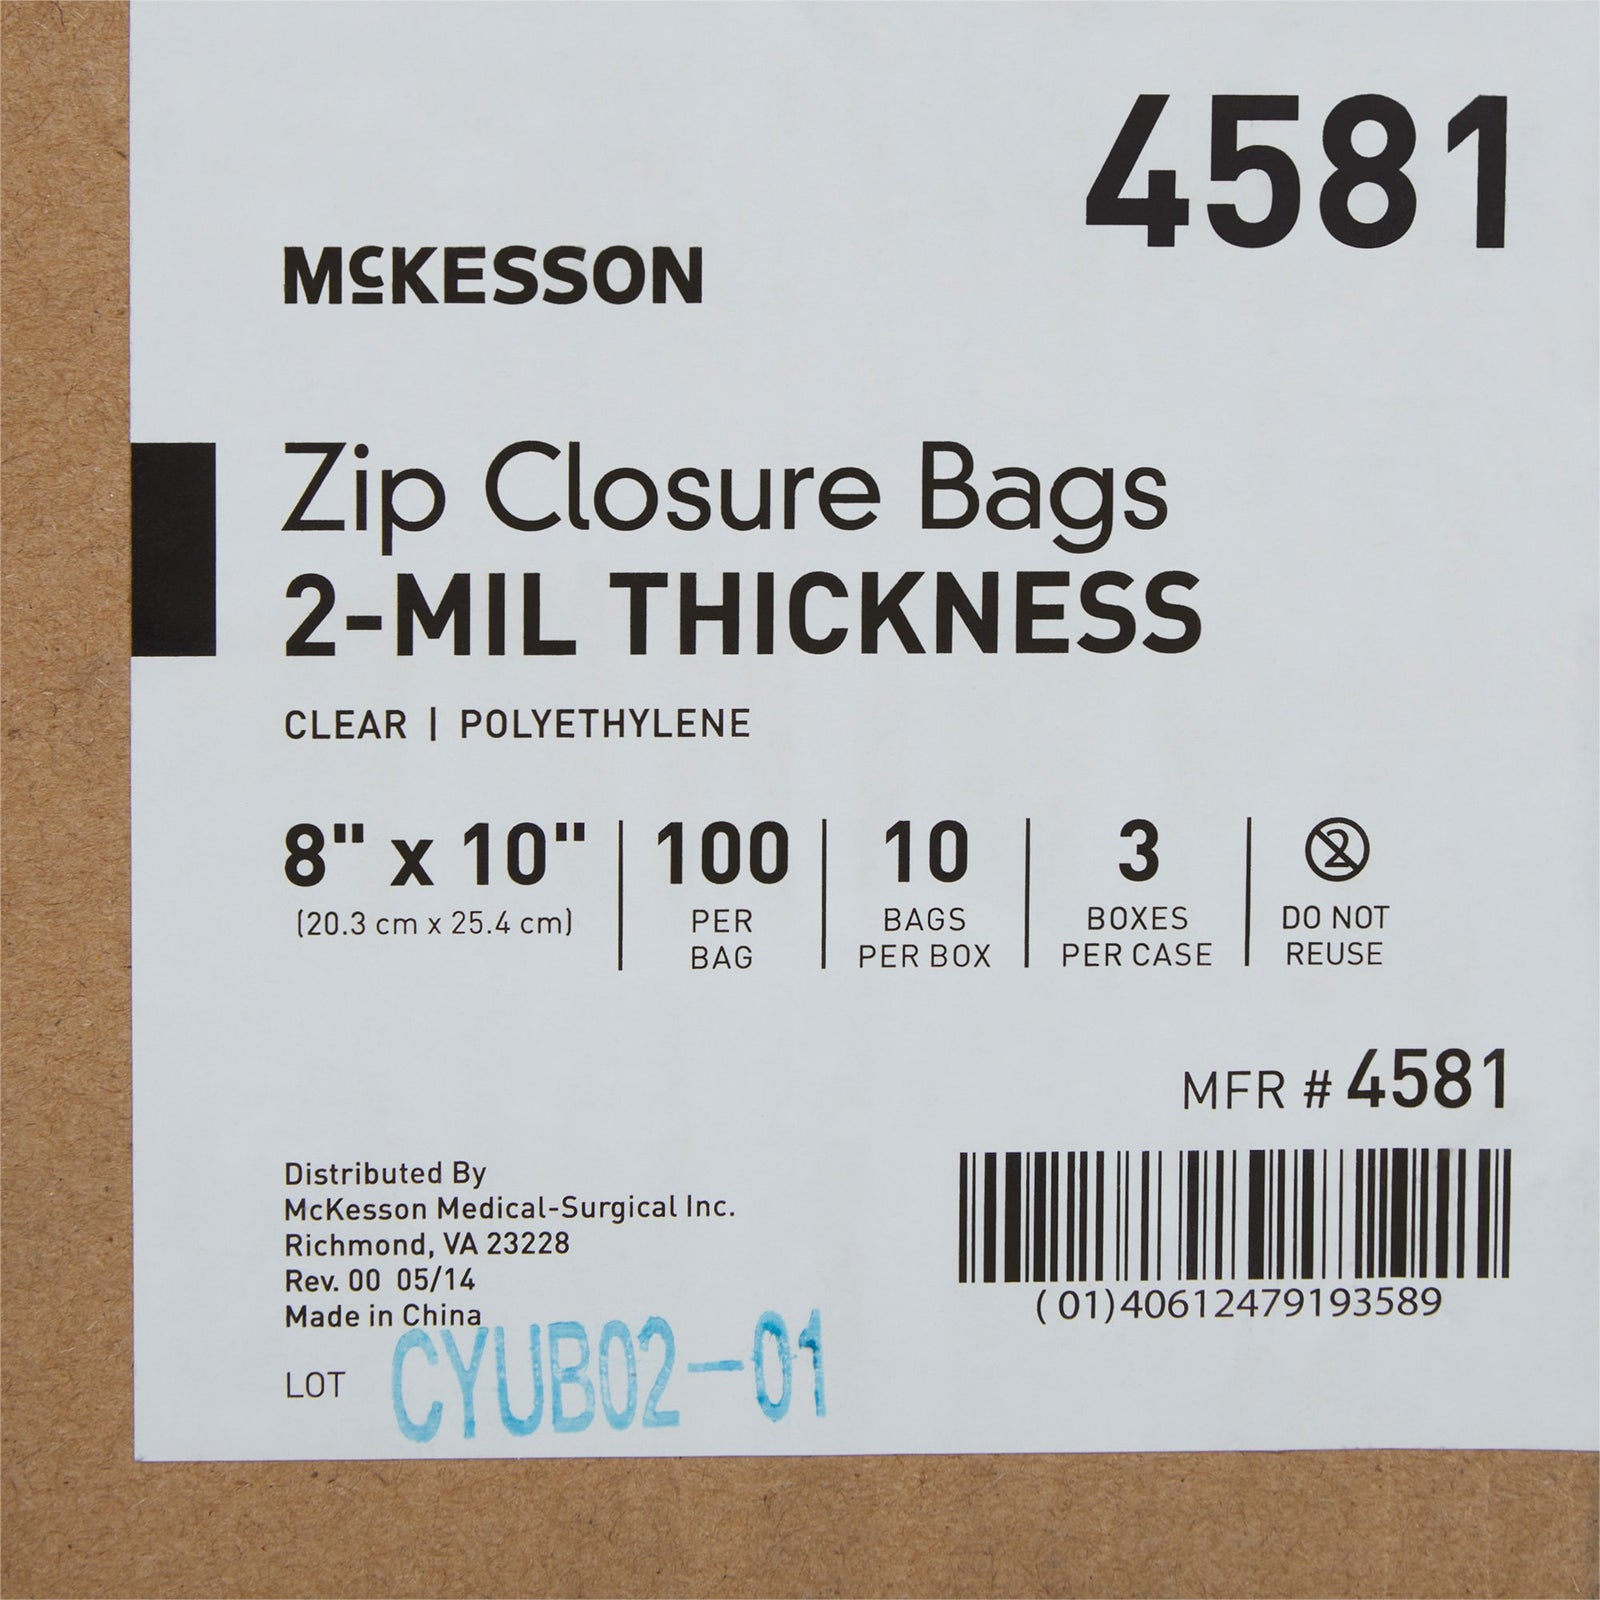 4581
McKESSON
Zip Closure Bags
2-MIL THICKNESS
CLEAR | POLYETHYLENE
8" x 10"
(20.3 cm x 25.4 cm)
100
PER
BAG
10
BAGS
PER BOX
3
BOXES
PER CASE
2
DO NOT
REUSE
MFR # 4581
(01)40612479193589
Distributed By
McKesson Medical-Surgical Inc.
Richmond, VA 23228
Rev. 00 05/14
Made in China
LOT CYUB02-01